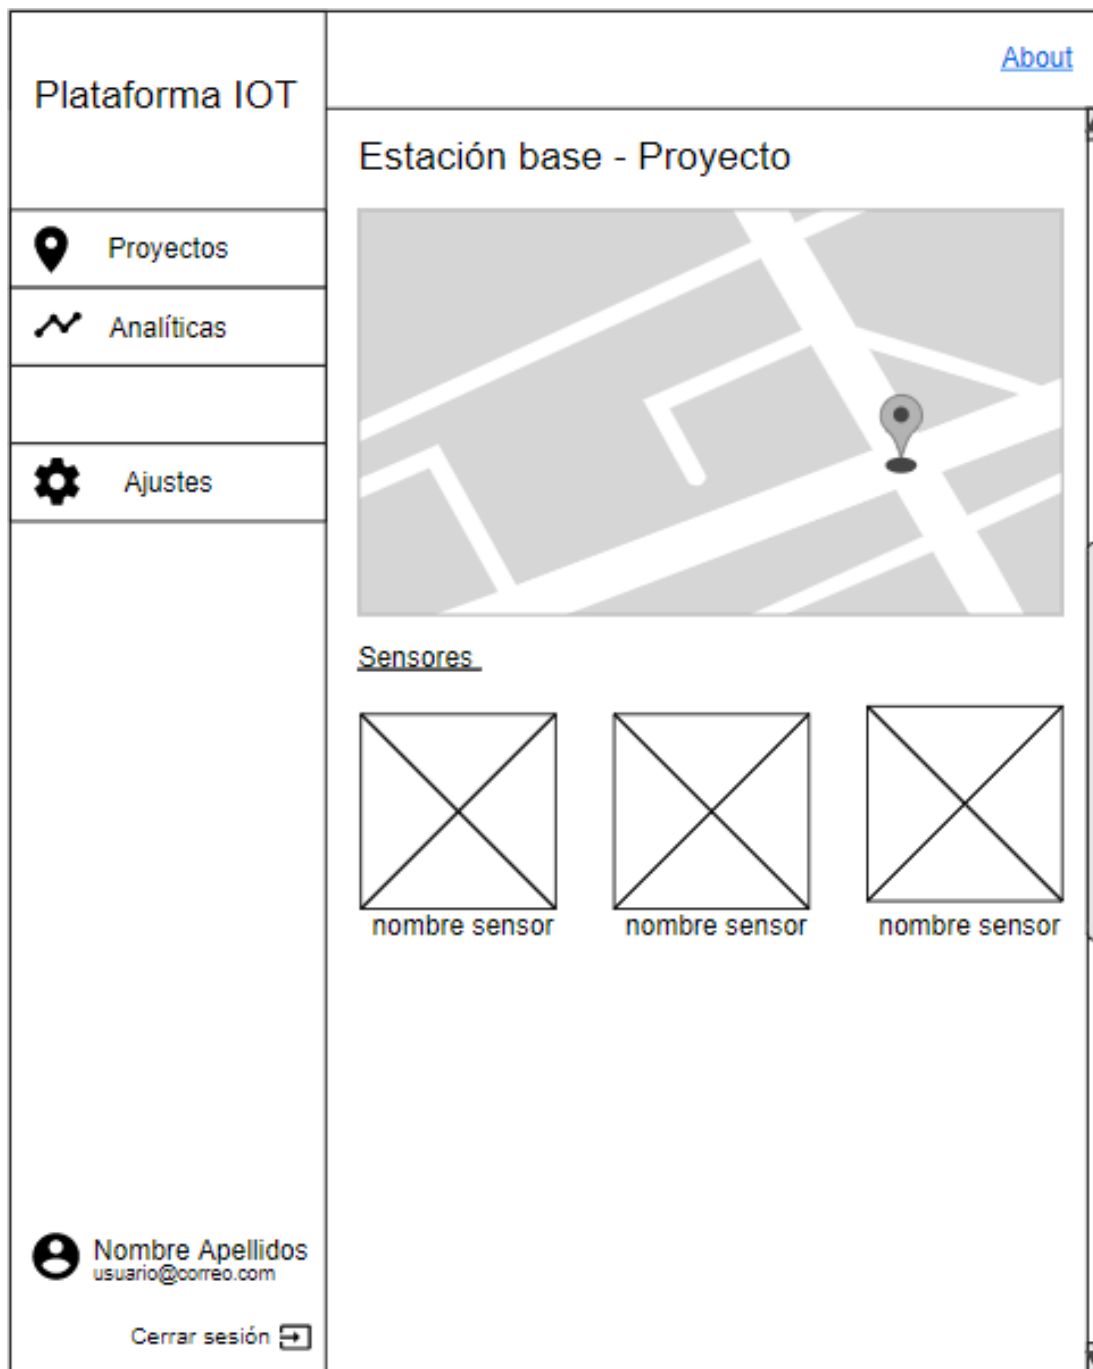 Plataforma IOT
About
Proyectos
Analíticas
Ajustes
Estación base - Proyecto
Sensores
nombre sensor
nombre sensor
nombre sensor
Nombre Apellidos
usuario@correo.com
Cerrar sesión